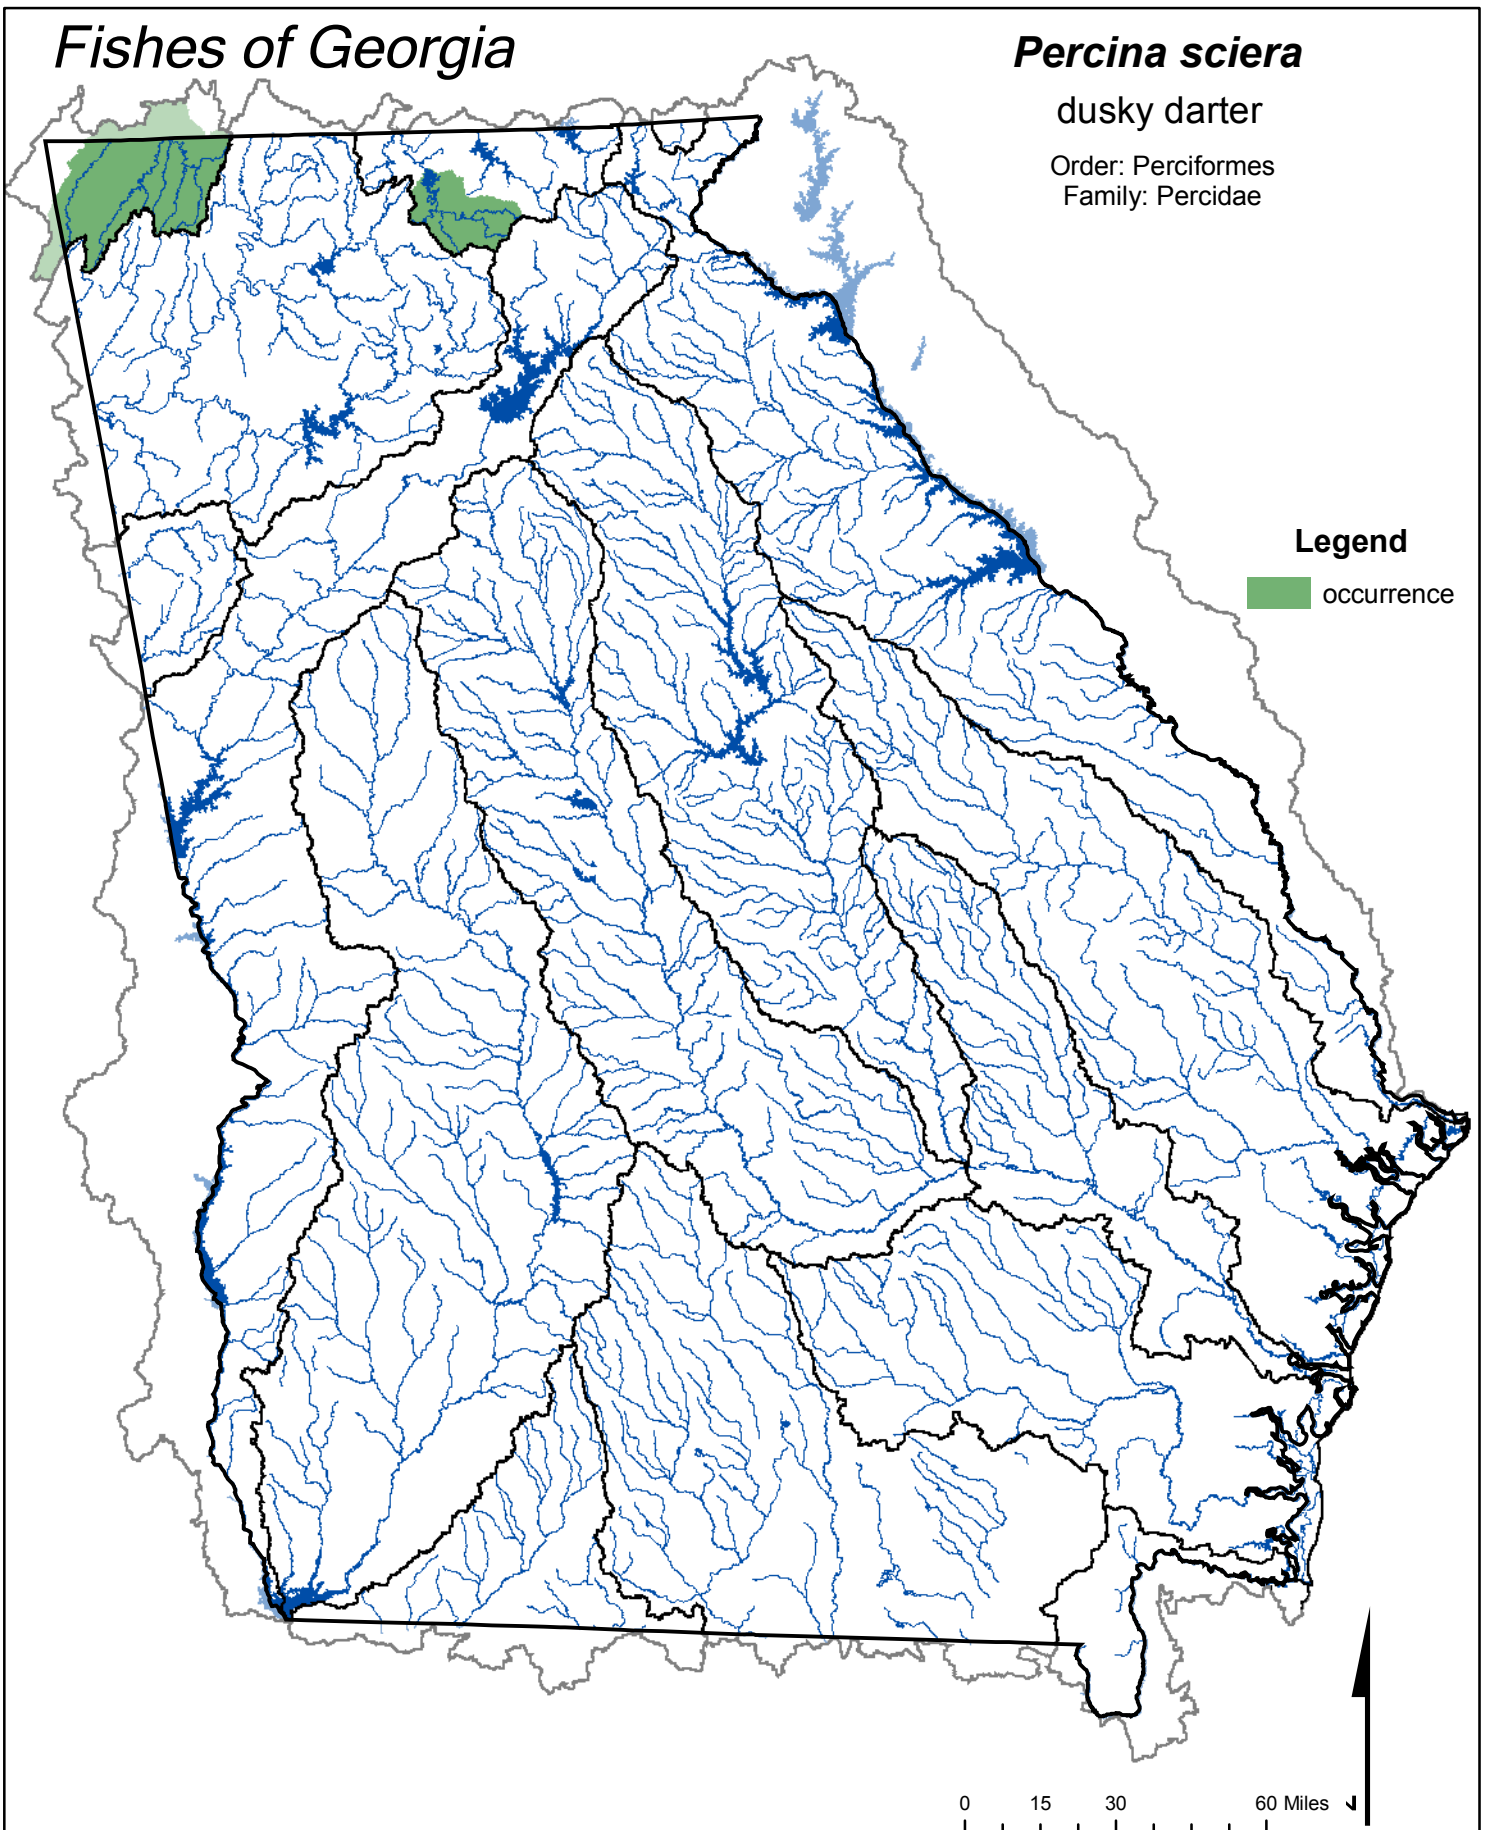 Fishes of Georgia
Percina sciera
dusky darter
Order: Perciformes
Family: Percidae
Legend
occurrence
0 15 30 60 Miles